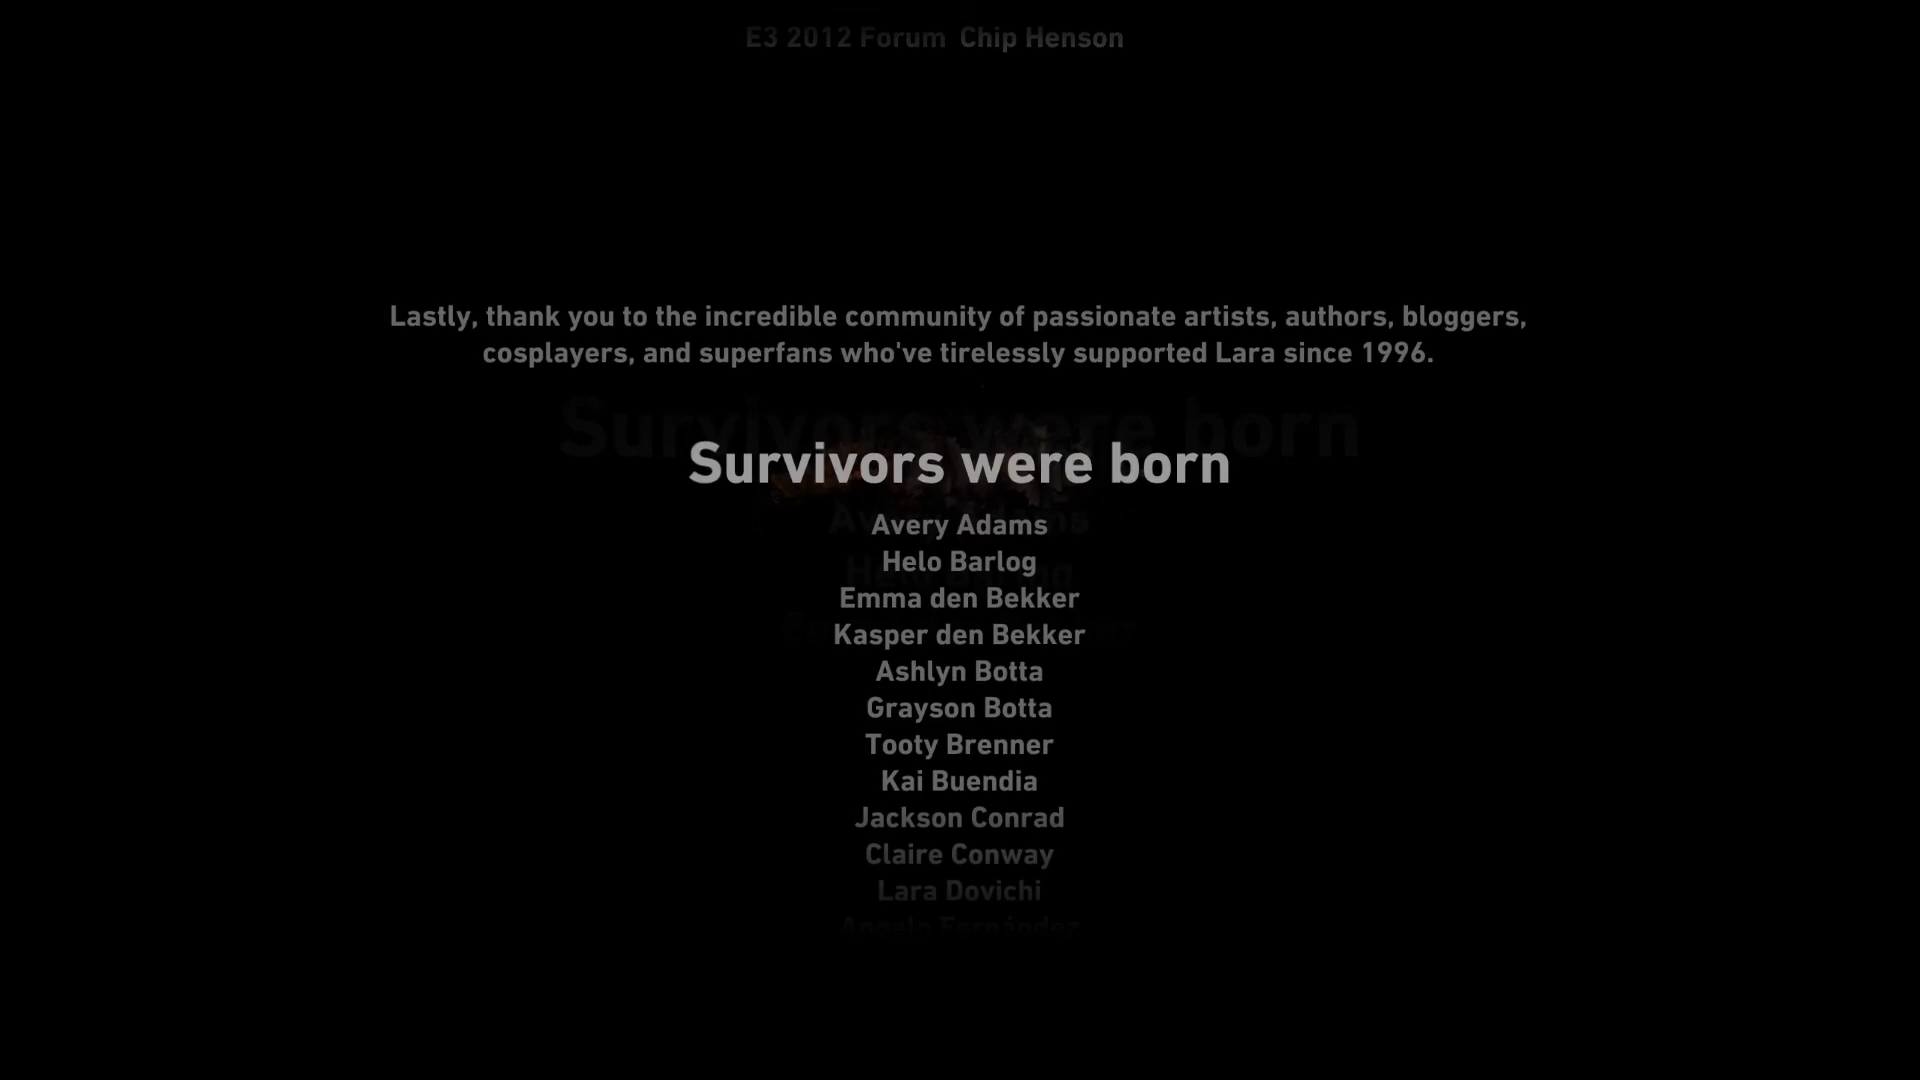 E3 2012 Forum Chip Henson
Lastly, thank you to the incredible community of passionate artists, authors, bloggers,
cosplayers, and superfans who've tirelessly supported Lara since 1996.
Survivors were born
Avery Adams
Helo Barlog
Emma den Bekker
Kasper den Bekker
Ashlyn Botta
Grayson Botta
Tooty Brenner
Kai Buendia
Jackson Conrad
Claire Conway
Lara Dovichi
Angelo Fernández